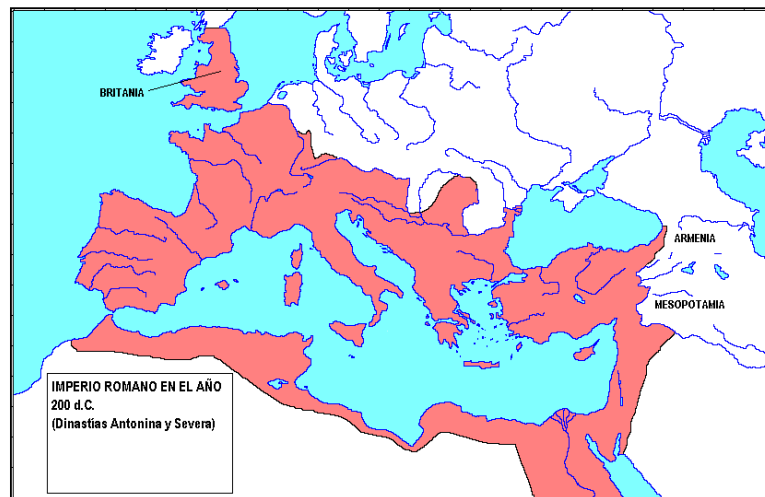 BRITANIA
ARMENIA
MESOPOTAMIA
IMPERIO ROMANO EN EL AÑO
200 d.C.
(Dinastías Antonina y Severa)